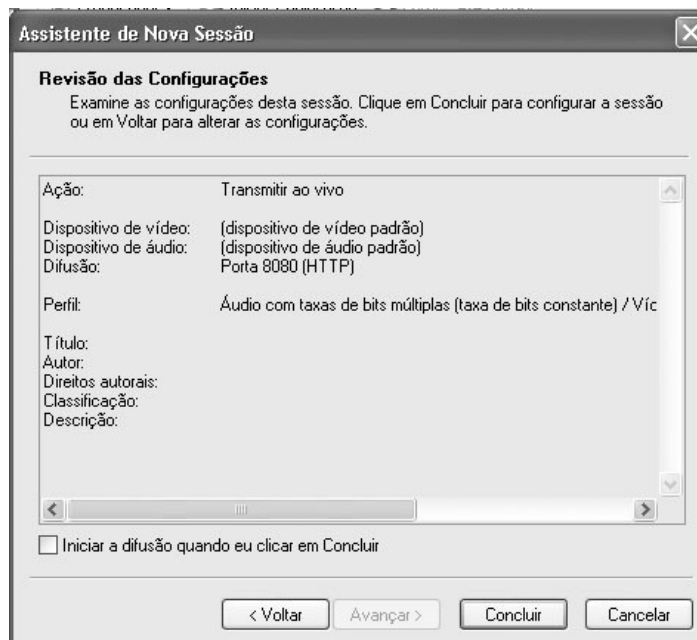 Assistente de Nova Sessão
Revisão das Configurações
Examine as configurações desta sessão. Clique em Concluir para configurar a sessão
ou em Voltar para alterar as configurações.
Ação: Transmitir ao vivo
Dispositivo de vídeo: (dispositivo de vídeo padrão)
Dispositivo de áudio: (dispositivo de áudio padrão)
Difusão: Porta 8080 (HTTP)
Perfil: Áudio com taxas de bits múltiplas (taxa de bits constante) / Víc
Título:
Autor:
Direitos autorais:
Classificação:
Descrição:
Iniciar a difusão quando eu clicar em Concluir
< Voltar Avançar > Concluir Cancelar